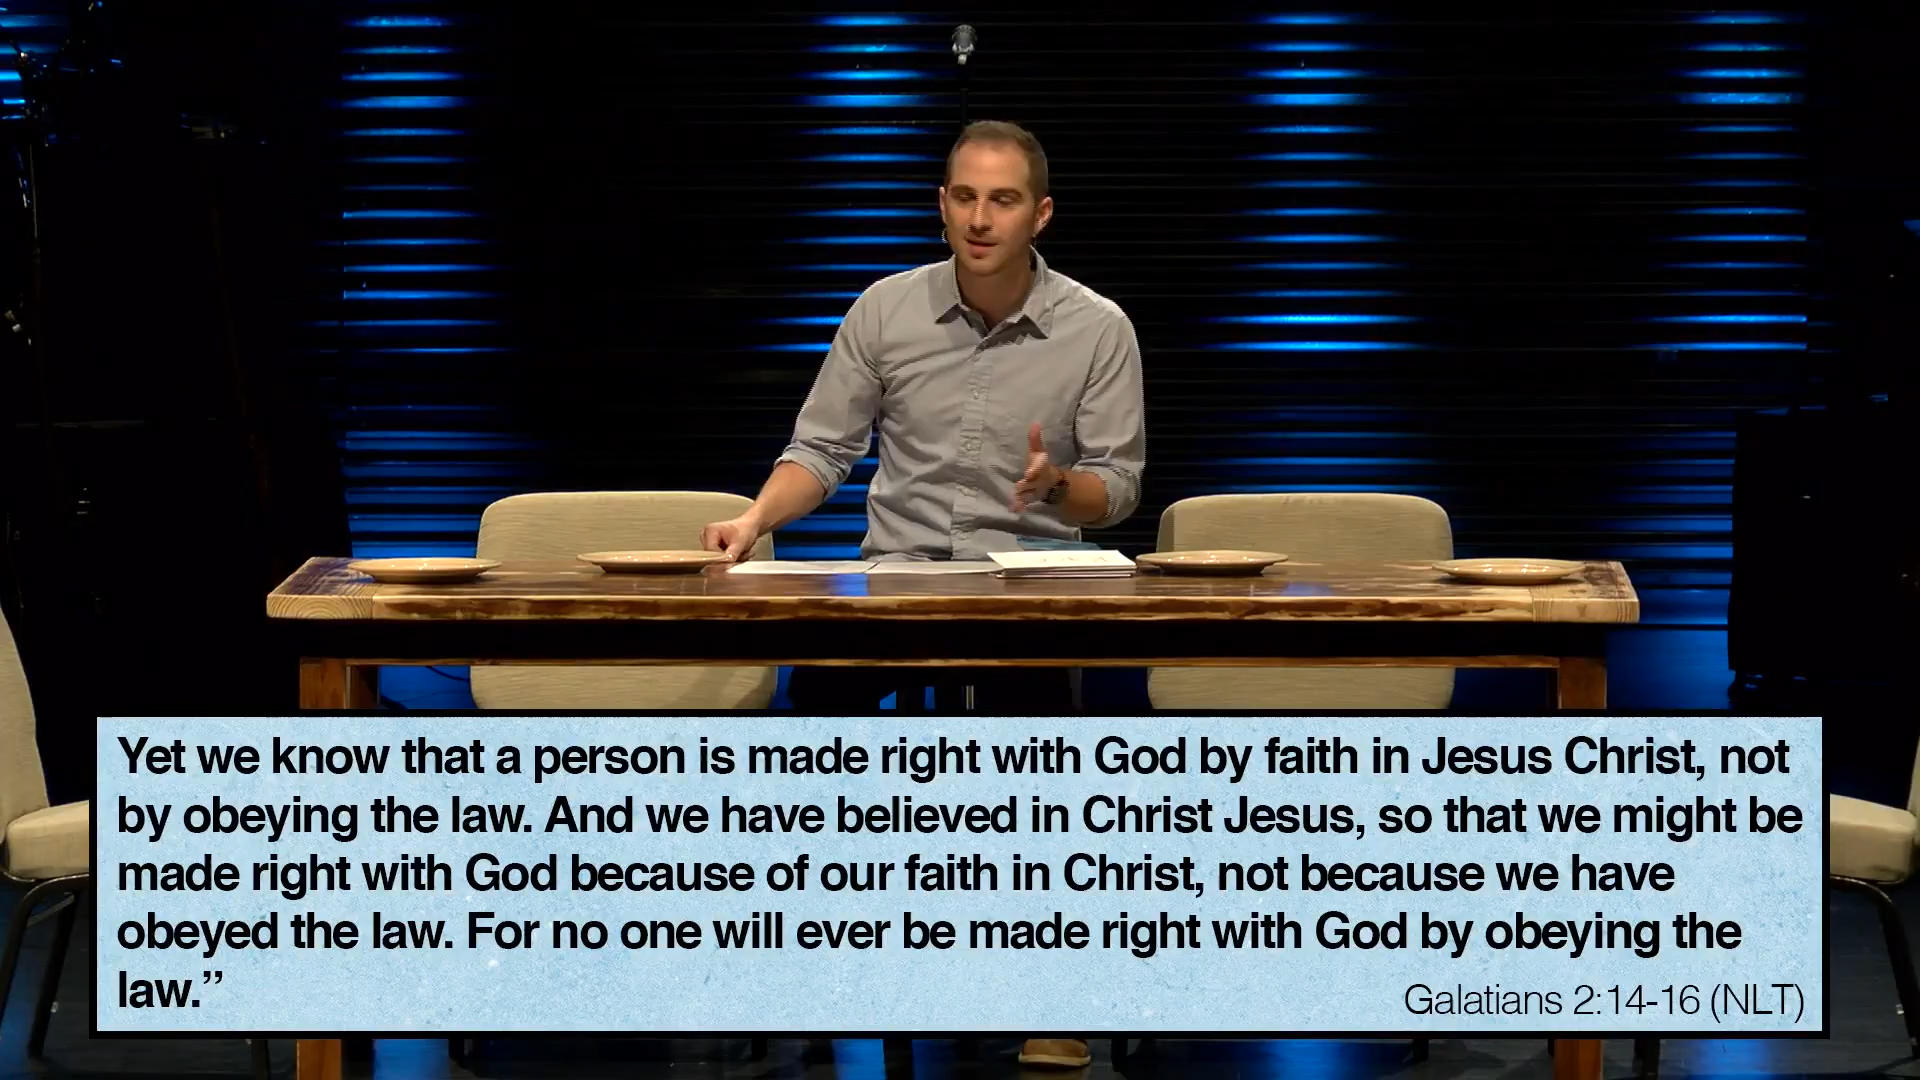 Yet we know that a person is made right with God by faith in Jesus Christ, not
by obeying the law. And we have believed in Christ Jesus, so that we might be
made right with God because of our faith in Christ, not because we have
obeyed the law. For no one will ever be made right with God by obeying the
law.”
Galatians 2:14-16 (NLT)